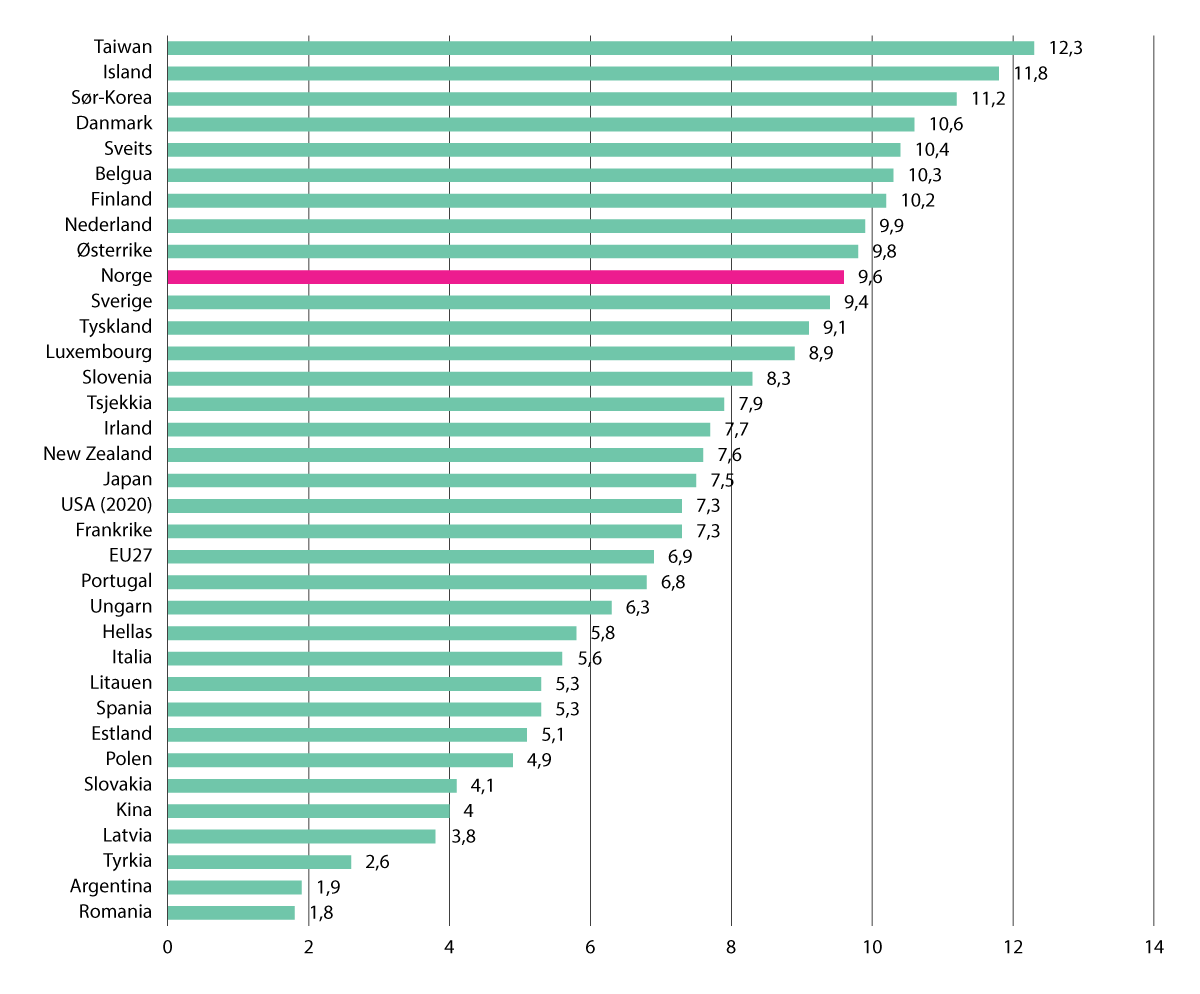 Taiwan 12,3
Island 11,8
Sør-Korea 11,2
Danmark 10,6
Sveits 10,4
Belgua 10,3
Finland 10,2
Nederland 9,9
Østerrike 9,8
Norge 9,6
Sverige 9,4
Tyskland 9,1
Luxembourg 8,9
Slovenia 8,3
Tsjekkia 7,9
Irland 7,7
New Zealand 7,6
Japan 7,5
USA (2020) 7,3
Frankrike 7,3
EU27 6,9
Portugal 6,8
Ungarn 6,3
Hellas 5,8
Italia 5,6
Litauen 5,3
Spania 5,3
Estland 5,1
Polen 4,9
Slovakia 4,1
Kina 4
Latvia 3,8
Tyrkia 2,6
Argentina 1,9
Romania 1,8
0 2 4 6 8 10 12 14